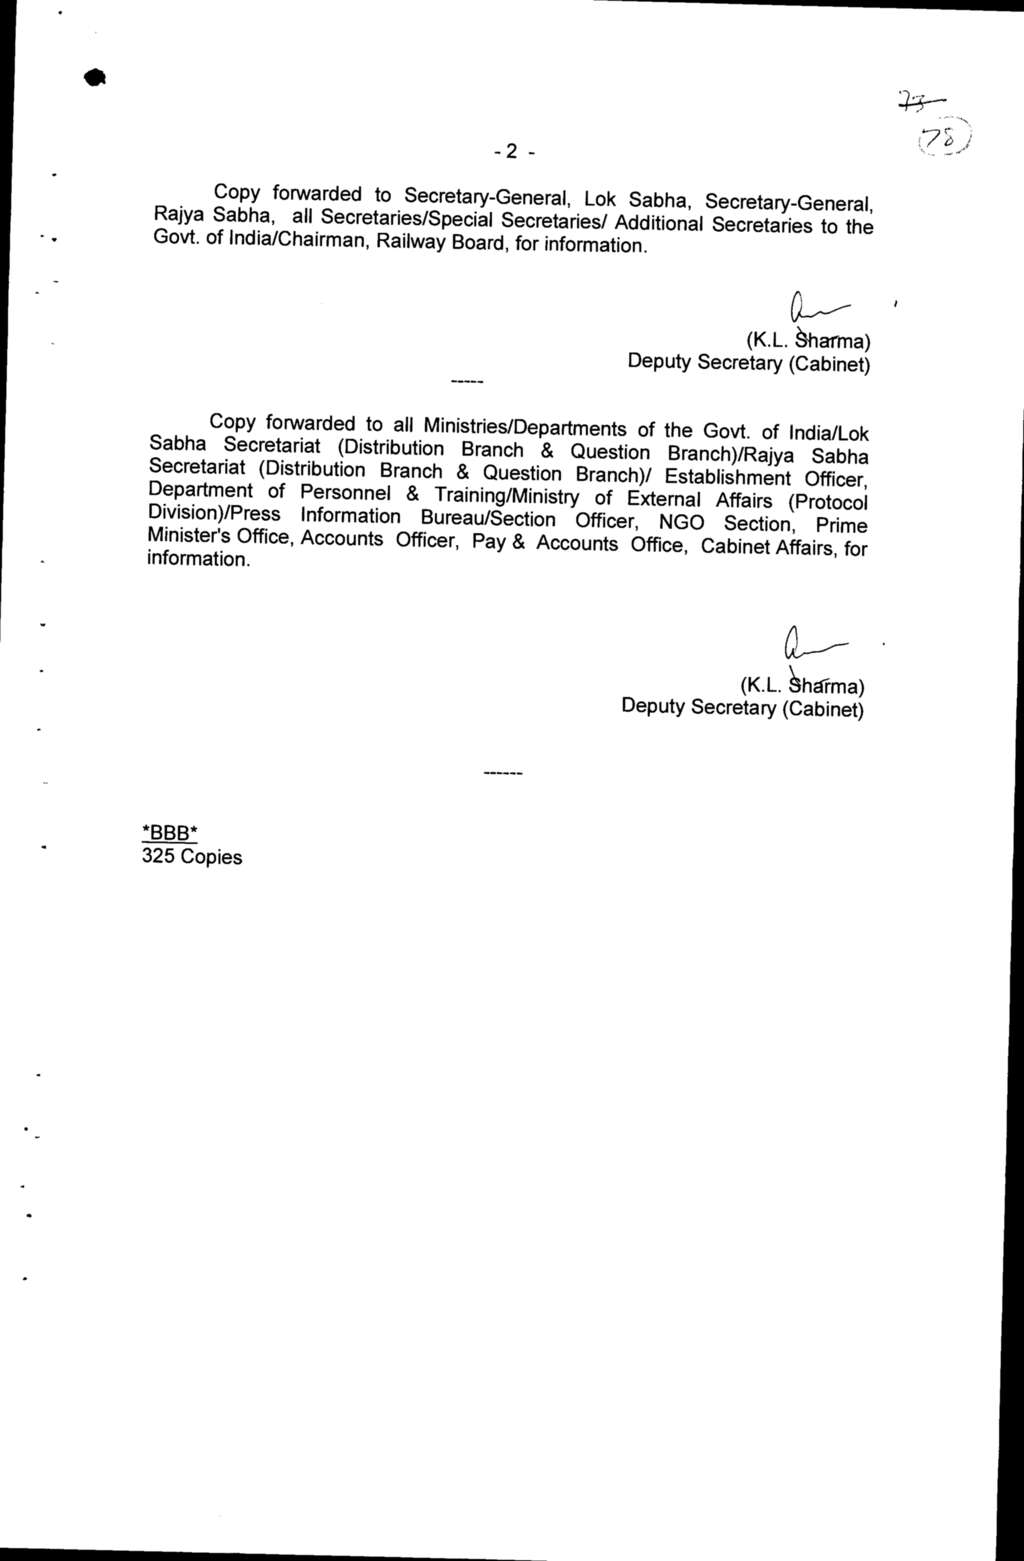 73
78
- 2 -
Copy forwarded to Secretary-General, Lok Sabha, Secretary-General,
Rajya Sabha, all Secretaries/Special Secretaries/ Additional Secretaries to the
Govt. of India/Chairman, Railway Board, for information.
(K.L. Sharma)
Deputy Secretary (Cabinet)
-----
Copy forwarded to all Ministries/Departments of the Govt. of India/Lok
Sabha Secretariat (Distribution Branch & Question Branch)/Rajya Sabha
Secretariat (Distribution Branch & Question Branch)/ Establishment Officer,
Department of Personnel & Training/Ministry of External Affairs (Protocol
Division)/Press Information Bureau/Section Officer, NGO Section, Prime
Minister's Office, Accounts Officer, Pay & Accounts Office, Cabinet Affairs, for
information.
(K.L. Sharma)
Deputy Secretary (Cabinet)
------
*BBB*
325 Copies